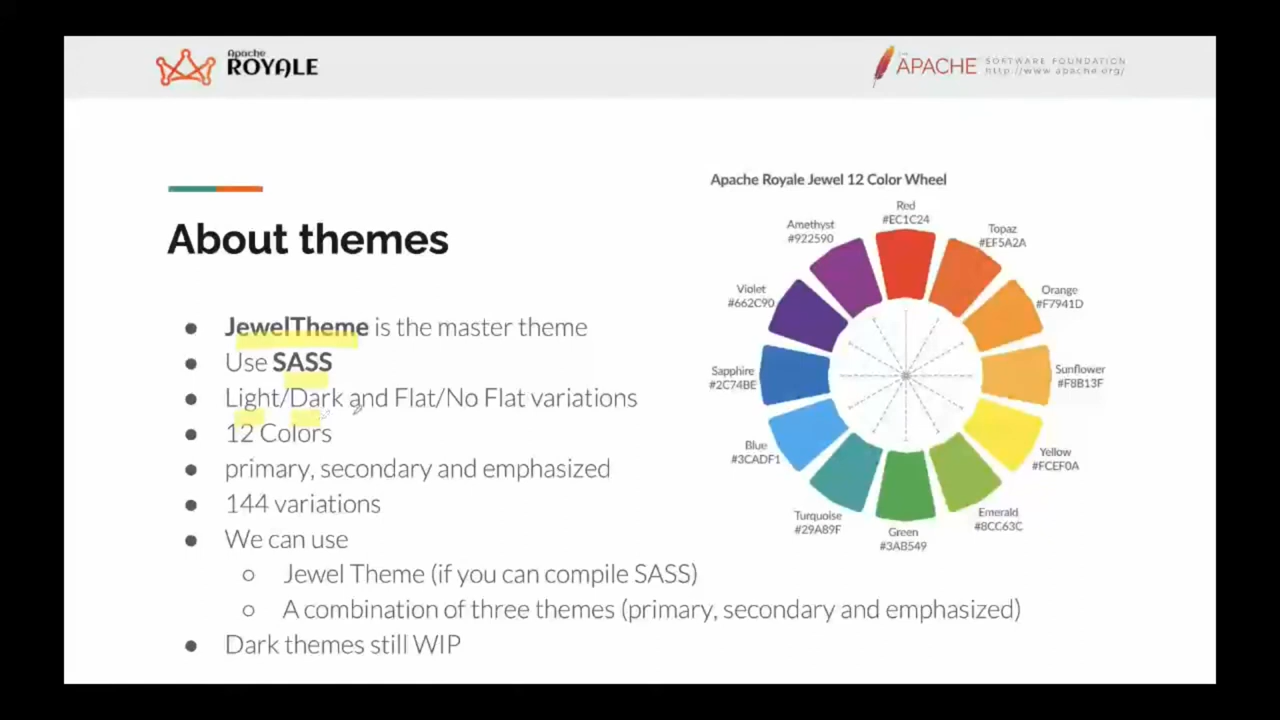 Apache
ROYALE
THE
APACHE
SOFTWARE FOUNDATION
http://www.apache.org/
About themes
● JewelTheme is the master theme
● Use SASS
● Light/Dark and Flat/No Flat variations
● 12 Colors
● primary, secondary and emphasized
● 144 variations
● We can use
○ Jewel Theme (if you can compile SASS)
○ A combination of three themes (primary, secondary and emphasized)
● Dark themes still WIP
Apache Royale Jewel 12 Color Wheel
Red
#EC1C24
Topaz
#EF5A2A
Orange
#F7941D
Sunflower
#F8B13F
Yellow
#FCEF0A
Emerald
#8CC63C
Green
#3AB549
Turquoise
#29A89F
Blue
#3CADF1
Sapphire
#2C74BE
Violet
#662C90
Amethyst
#922590